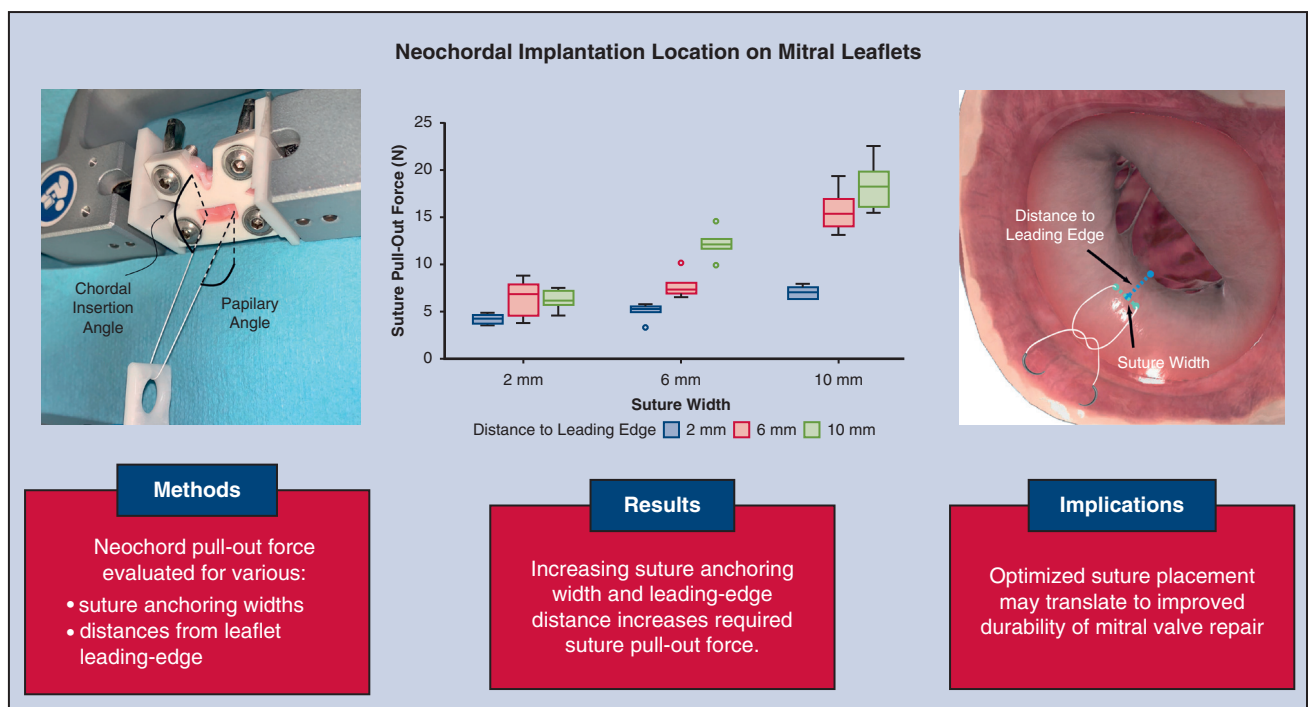 Neochordal Implantation Location on Mitral Leaflets
Chordal
Insertion
Angle
Papilary
Angle
Suture Pull-Out Force (N)
25
20
15
10
5
0
2 mm
6 mm
10 mm
Suture Width
Distance to Leading Edge 2 mm 6 mm 10 mm
Distance to
Leading Edge
Suture Width
Methods
Neochord pull-out force
evaluated for various:
• suture anchoring widths
• distances from leaflet
leading-edge
Results
Increasing suture anchoring
width and leading-edge
distance increases required
suture pull-out force.
Implications
Optimized suture placement
may translate to improved
durability of mitral valve repair